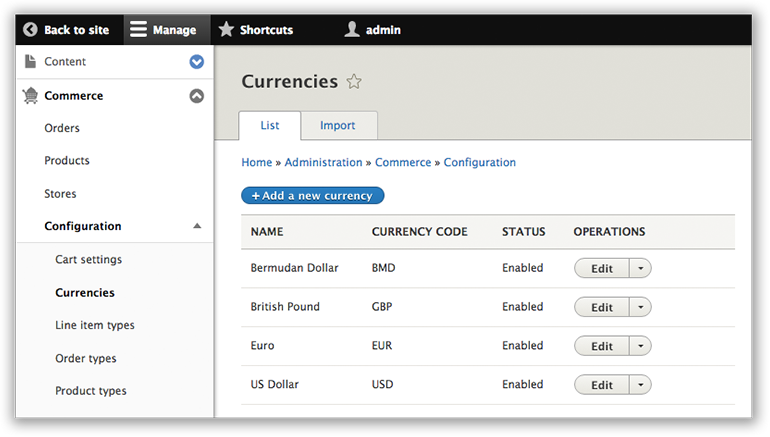 Back to site Manage Shortcuts admin
Content
Commerce
Orders
Products
Stores
Configuration
Cart settings
Currencies
Line item types
Order types
Product types
Currencies
List Import
Home » Administration » Commerce » Configuration
+ Add a new currency
NAME CURRENCY CODE STATUS OPERATIONS
Bermudan Dollar BMD Enabled Edit
British Pound GBP Enabled Edit
Euro EUR Enabled Edit
US Dollar USD Enabled Edit